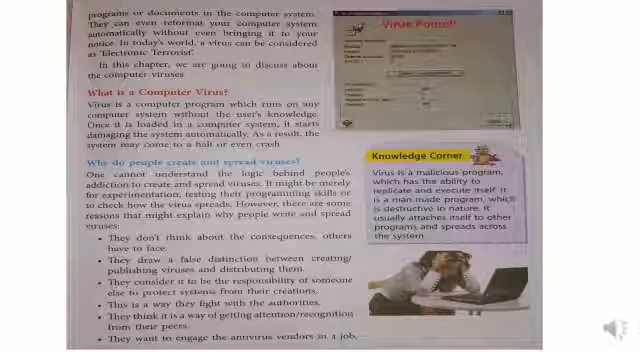 programs or documents in the computer system.
They can even reformat your computer system
automatically without even bringing it to your
notice. In today's world, a virus can be considered
as 'Electronic Terrorist'.
In this chapter, we are going to discuss about
the computer viruses.
What is a Computer Virus?
Virus is a computer program which runs on any
computer system without the user's knowledge.
Once it is loaded in a computer system, it starts
damaging the system automatically. As a result, the
system may come to a halt or even crash.
Why do people create and spread viruses?
One cannot understand the logic behind people's
addiction to create and spread viruses. It might be merely
for experimentation, testing their programming skills or
to check how the virus spreads. However, there are some
reasons that might explain why people write and spread
viruses:
• They don't think about the consequences, others
have to face.
• They draw a false distinction between creating/
publishing viruses and distributing them.
• They consider it to be the responsibility of someone
else to protect systems from their creations.
• This is a way they fight with the authorities.
• They think it is a way of getting attention/recognition
from their peers.
• They want to engage the antivirus vendors in a job.
Virus Found!!
Knowledge Corner
Virus is a malicious program,
which has the ability to
replicate and execute itself. It
is a man made program, which
is destructive in nature. It
usually attaches itself to other
programs and spreads across
the system.